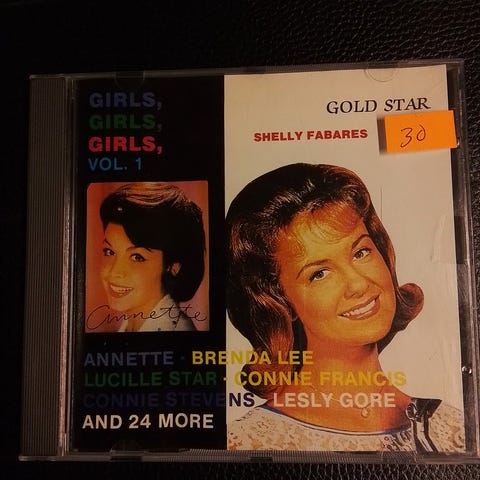 GIRLS,
GIRLS,
GIRLS,
VOL. 1
GOLD STAR
SHELLY FABARES
30
annette
ANNETTE - BRENDA LEE
LUCILLE STAR - CONNIE FRANCIS
CONNIE STEVENS - LESLY GORE
AND 24 MORE